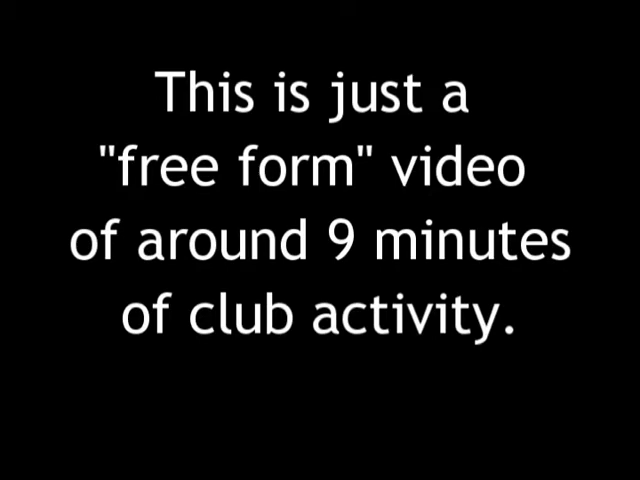 This is just a
"free form" video
of around 9 minutes
of club activity.